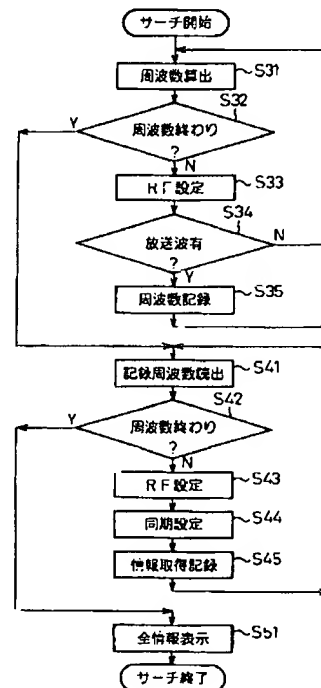 サーチ開始
周波数算出 S31
S32
Y 周波数終わり
?
N
RF設定 S33
S34
放送波有 N
?
Y
周波数記録 S35
記録周波数読出 S41
S42
Y 周波数終わり
?
N
RF設定 S43
同期設定 S44
情報取得記録 S45
全情報表示 S51
サーチ終了